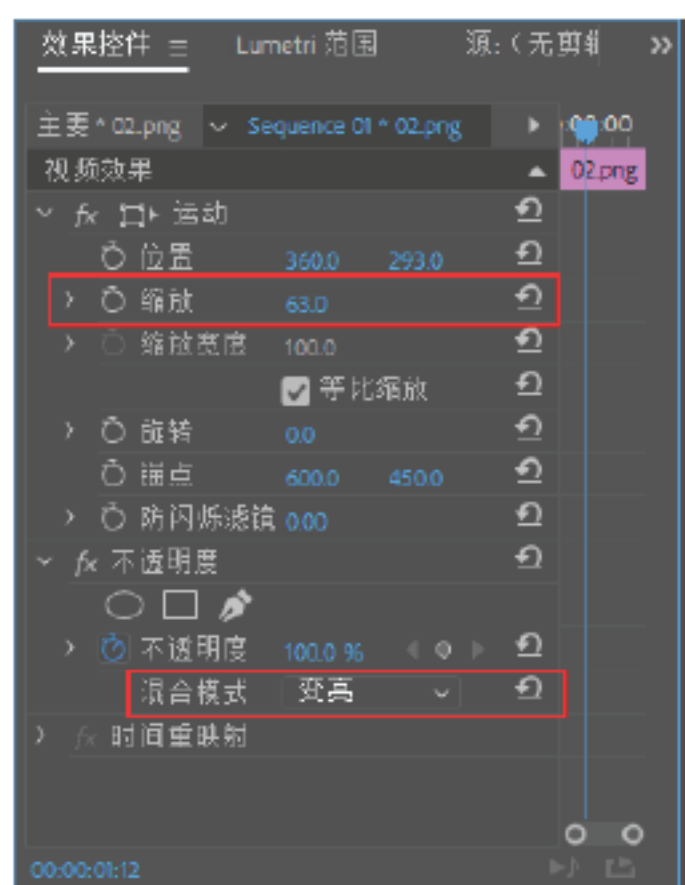 效果控件 Lumetri 范围 源:（无剪辑
主要 * 02.png Sequence 01 * 02.png :00:00
视频效果 02.png
fx 运动
位置 360.0 293.0
缩放 63.0
缩放宽度 100.0
等比缩放
旋转 0.0
锚点 600.0 450.0
防闪烁滤镜 0.00
fx 不透明度
不透明度 100.0 %
混合模式 变亮
fx 时间重映射
00:00:01:12